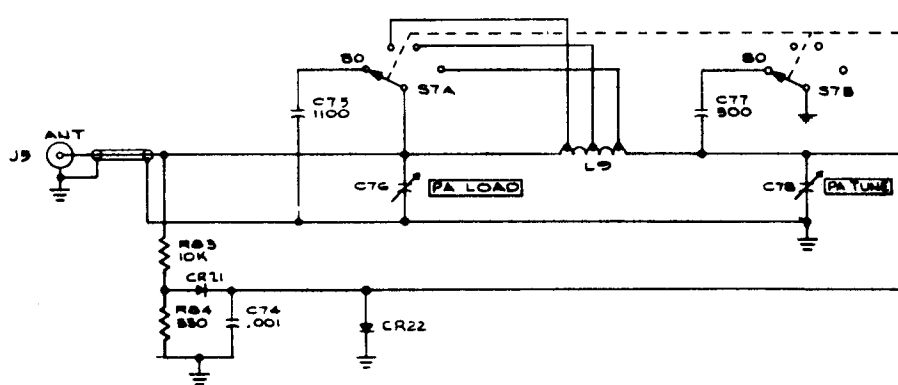 80
S7A
C75
1100
80
S7B
C77
500
ANT
J5
L9
C76
PA LOAD
C78
PA TUNE
R83
10K
CR21
R84
330
C74
.001
CR22